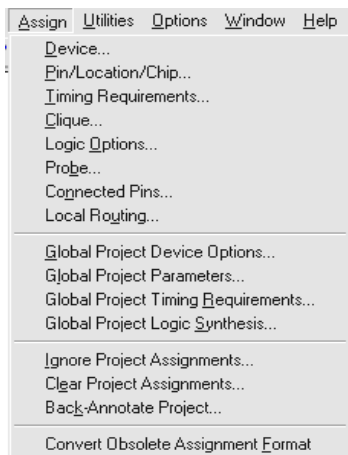 Assign Utilities Options Window Help
Device...
Pin/Location/Chip...
Timing Requirements...
Clique...
Logic Options...
Probe...
Connected Pins...
Local Routing...
Global Project Device Options...
Global Project Parameters...
Global Project Timing Requirements...
Global Project Logic Synthesis...
Ignore Project Assignments...
Clear Project Assignments...
Back-Annotate Project...
Convert Obsolete Assignment Format